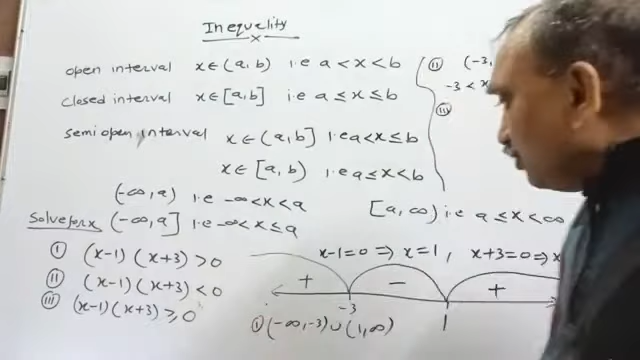 Inequality
open interval x∈(a,b) i.e a<x<b
closed interval x∈[a,b] i.e a≤x≤b
semi open interval x∈(a,b] i.e a<x≤b
x∈[a,b) i.e a≤x<b
(-∞,a) i.e -∞<x<a
Solve for x (-∞,a] i.e -∞<x≤a
[a,∞) i.e a≤x<∞
(i) (x-1)(x+3)>0
(ii) (x-1)(x+3)<0
(iii) (x-1)(x+3)≥0
(ii) (-3,
-3<x
(iii)
x-1=0 ⇒ x=1, x+3=0 ⇒ x
+ - +
-3 1
(i) (-∞,-3)∪(1,∞)